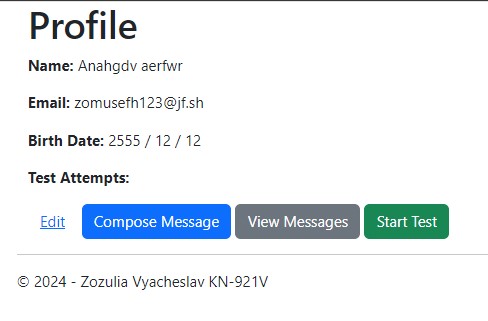 Profile
Name: Anahgdv aerfwr
Email: zomusefh123@jf.sh
Birth Date: 2555 / 12 / 12
Test Attempts:
Edit Compose Message View Messages Start Test
© 2024 - Zozulia Vyacheslav KN-921V